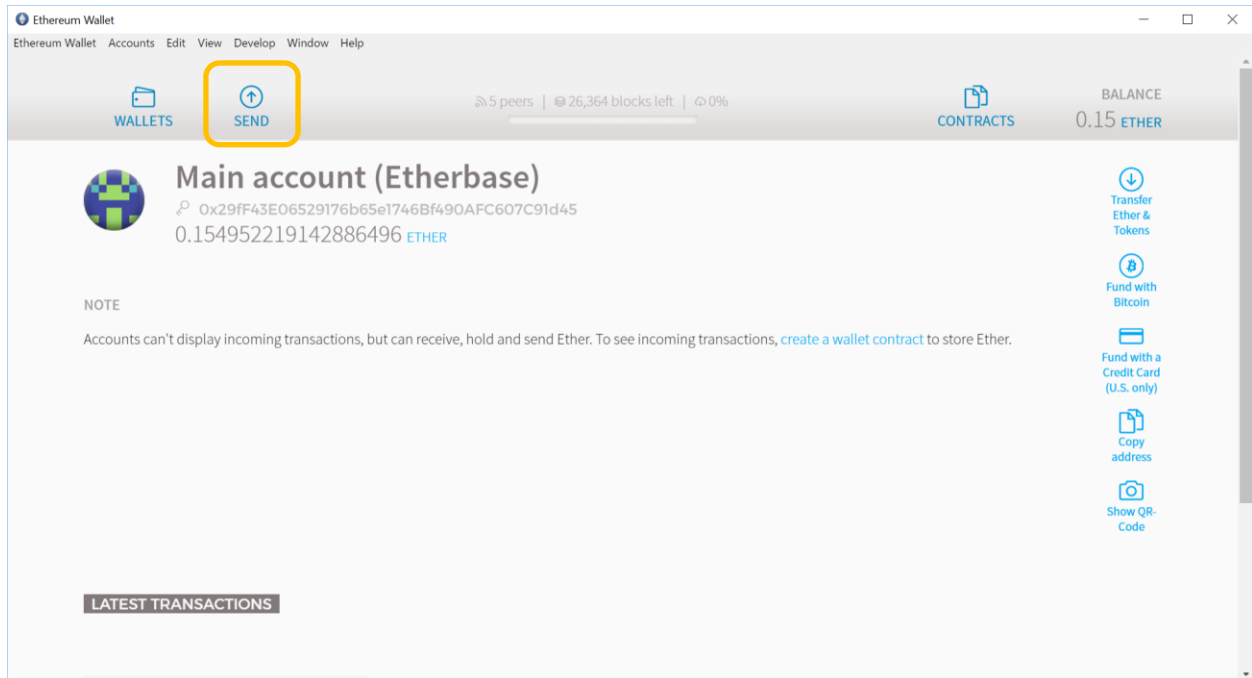 Ethereum Wallet
Ethereum Wallet Accounts Edit View Develop Window Help
WALLETS
SEND
5 peers | 26,364 blocks left | 0%
CONTRACTS
BALANCE
0.15 ETHER
Main account (Etherbase)
0x29fF43E06529176b65e1746Bf490AFC607C91d45
0.154952219142886496 ETHER
NOTE
Accounts can't display incoming transactions, but can receive, hold and send Ether. To see incoming transactions, create a wallet contract to store Ether.
Transfer
Ether &
Tokens
Fund with
Bitcoin
Fund with a
Credit Card
(U.S. only)
Copy
address
Show QR-
Code
LATEST TRANSACTIONS